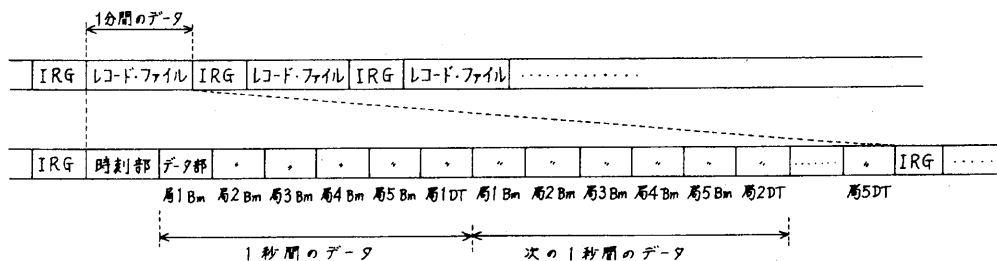 1分間のデータ
IRG レコード・ファイル IRG レコード・ファイル IRG レコード・ファイル ・・・・・・・・・・・・・
IRG 時刻部 データ部 〃 〃 〃 〃 〃 〃 〃 〃 〃 〃 〃 ・・・・・・ 〃 IRG ・・・・・
局1Bm 局2Bm 局3Bm 局4Bm 局5Bm 局1DT 局1Bm 局2Bm 局3Bm 局4Bm 局5Bm 局2DT 局5DT
1秒間のデータ 次の1秒間のデータ